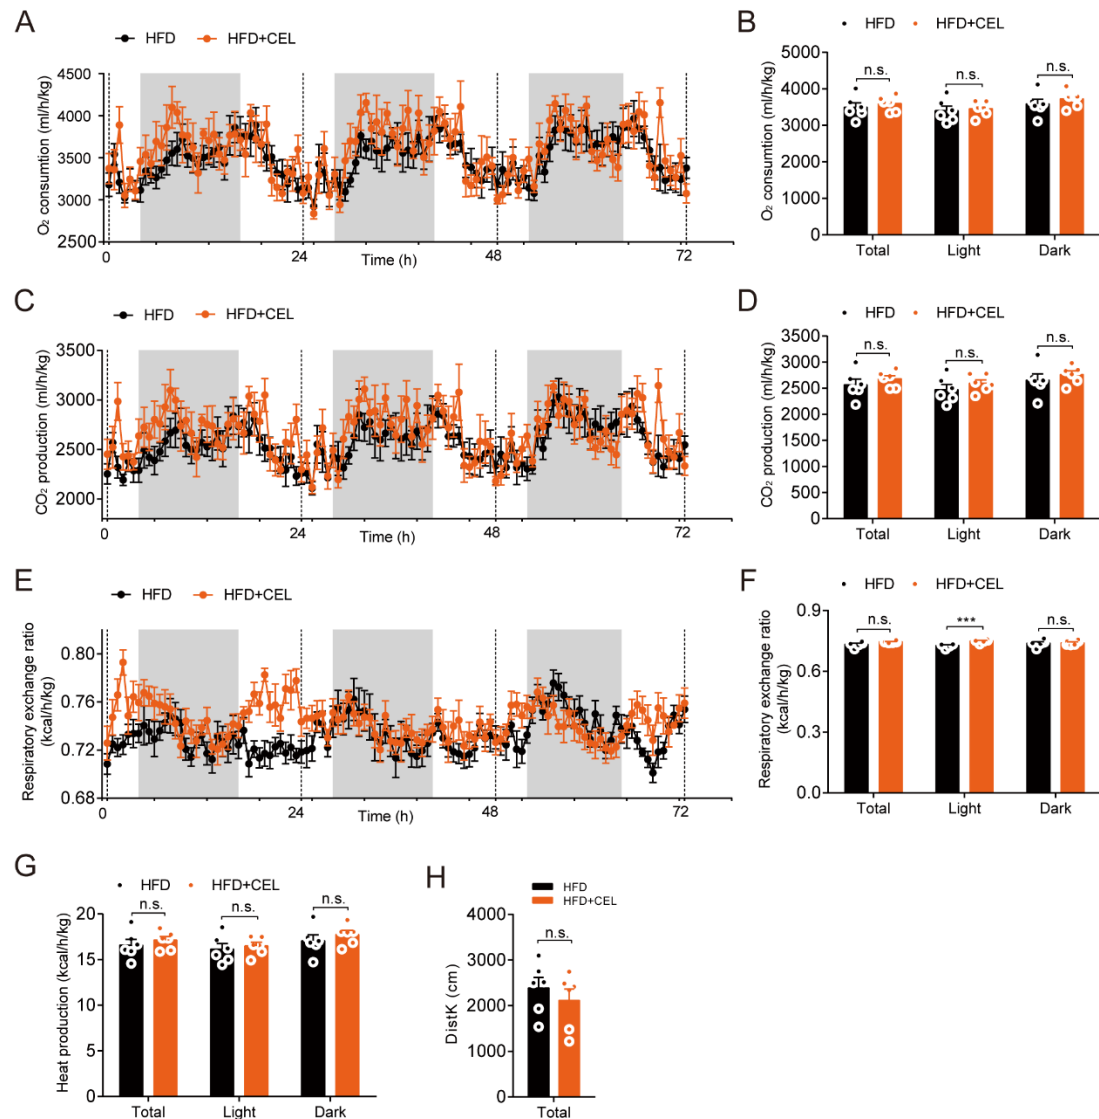 A
HFD
HFD+CEL
O₂ consumtion (ml/h/kg)
4500
4000
3500
3000
2500
0
24
48
72
Time (h)
B
HFD
HFD+CEL
O₂ consumtion (ml/h/kg)
5000
4000
3000
2000
1000
0
n.s.
n.s.
n.s.
Total
Light
Dark
C
HFD
HFD+CEL
CO₂ production (ml/h/kg)
3500
3000
2500
2000
0
24
48
72
Time (h)
D
HFD
HFD+CEL
CO₂ production (ml/h/kg)
3500
3000
2500
2000
1500
1000
500
0
n.s.
n.s.
n.s.
Total
Light
Dark
E
HFD
HFD+CEL
Respiratory exchange ratio
(kcal/h/kg)
0.80
0.76
0.72
0.68
0
24
48
72
Time (h)
F
HFD
HFD+CEL
Respiratory exchange ratio
(kcal/h/kg)
0.9
0.6
0.3
0.0
n.s.
***
n.s.
Total
Light
Dark
G
HFD
HFD+CEL
Heat production (kcal/h/kg)
20
15
10
5
0
n.s.
n.s.
n.s.
Total
Light
Dark
H
HFD
HFD+CEL
DistK (cm)
4000
3000
2000
1000
0
n.s.
Total